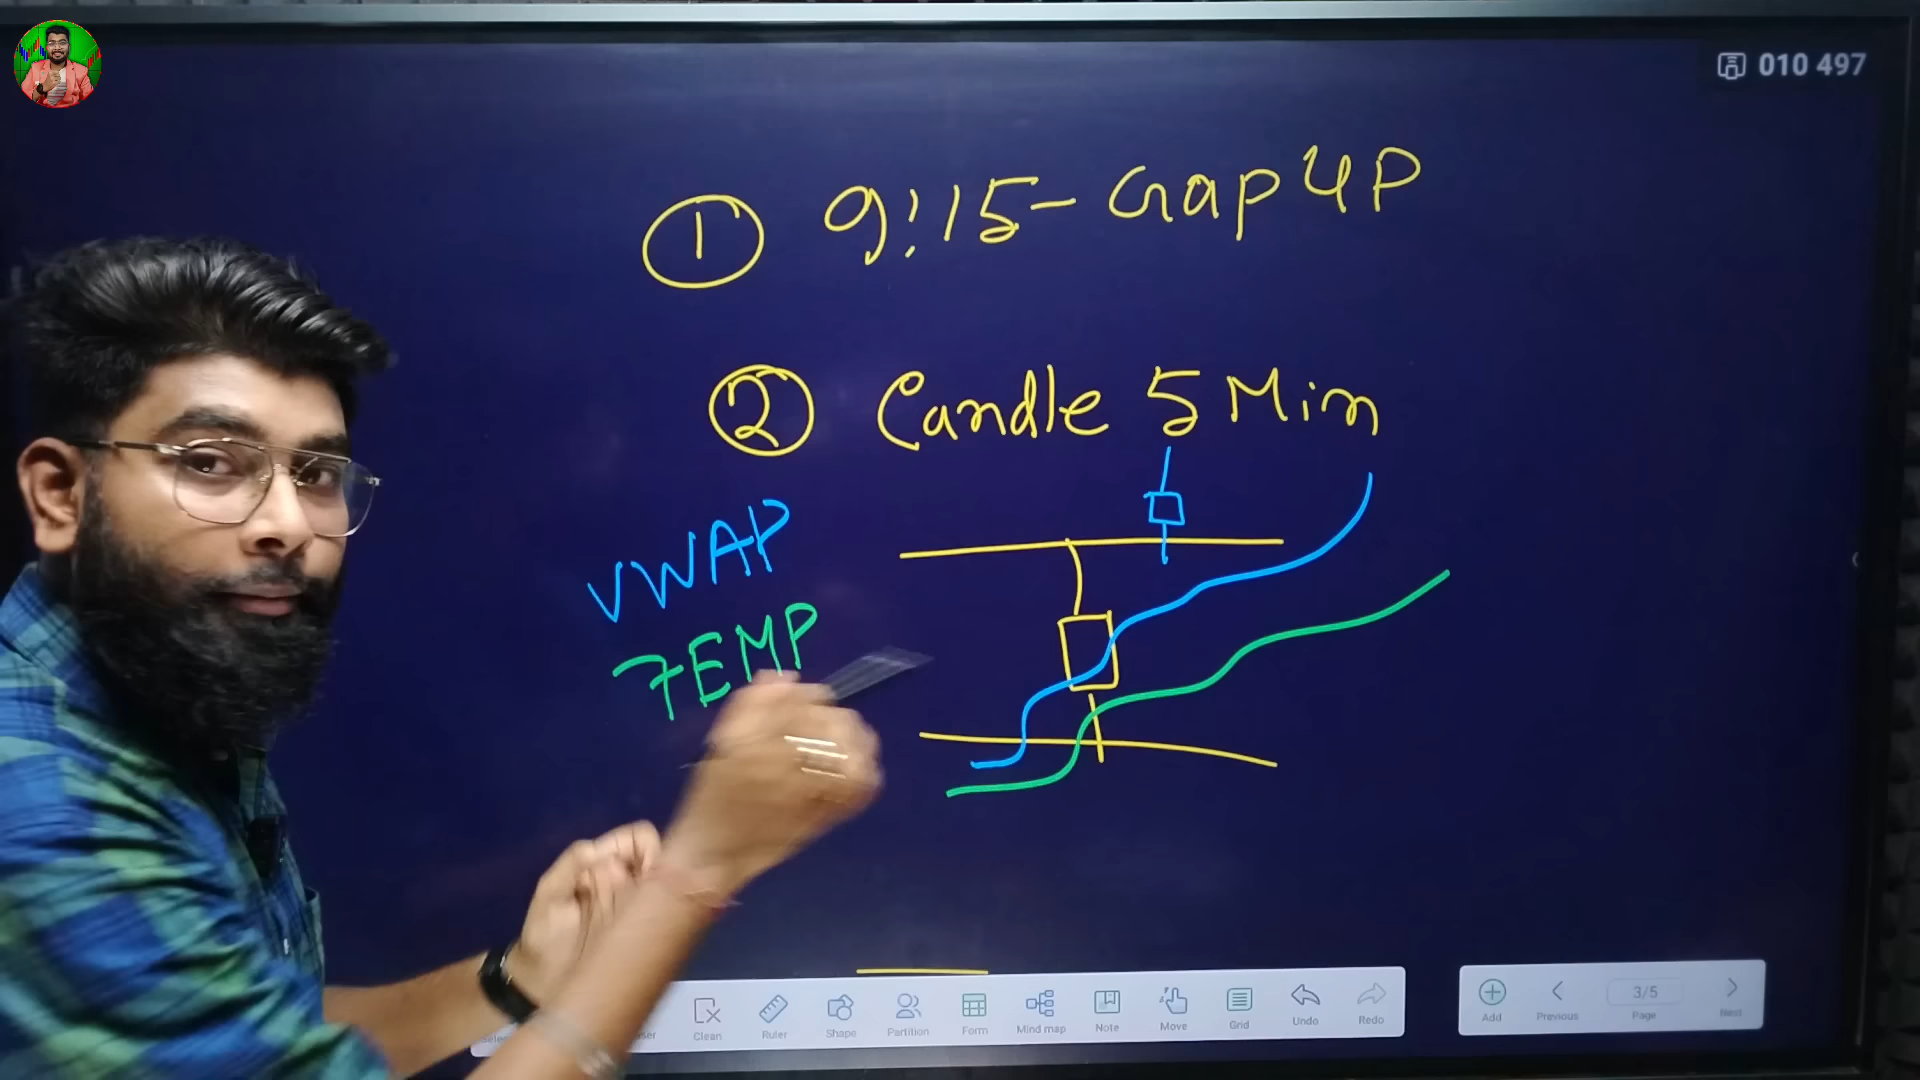 010 497
① 9:15 - Gap UP
② Candle 5 Min
VWAP
7EMP
Clean Ruler Shape Partition Form Mind map Note Move Grid Undo Redo
Add Previous 3/5 Page Next